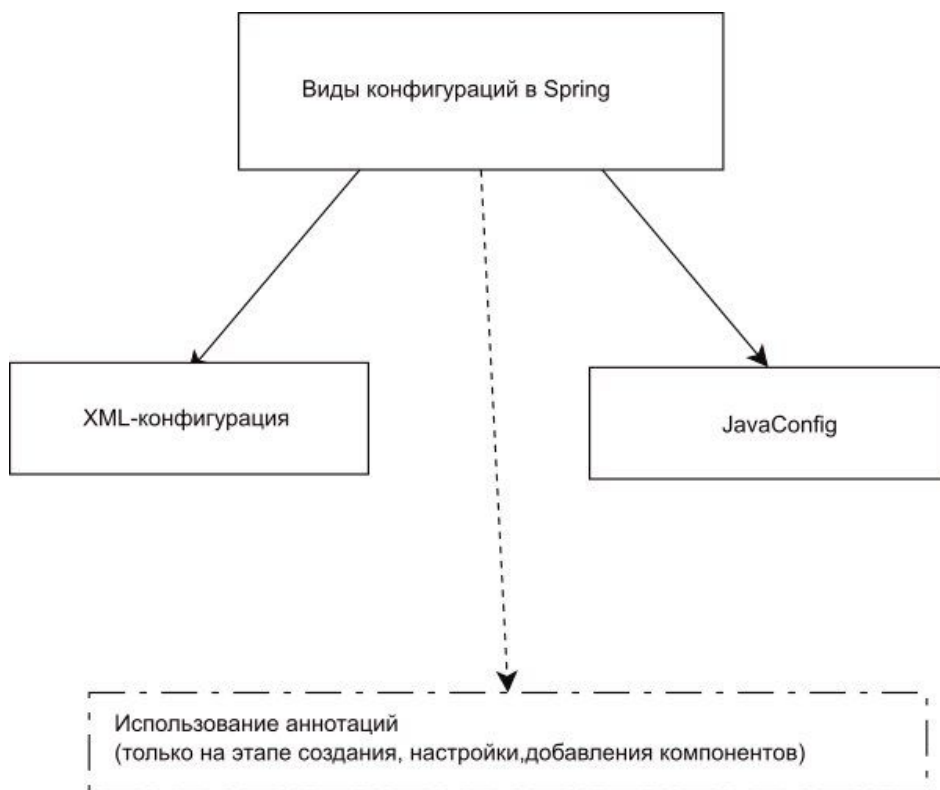 Виды конфигураций в Spring
XML-конфигурация
JavaConfig
Использование аннотаций
(только на этапе создания, настройки,добавления компонентов)